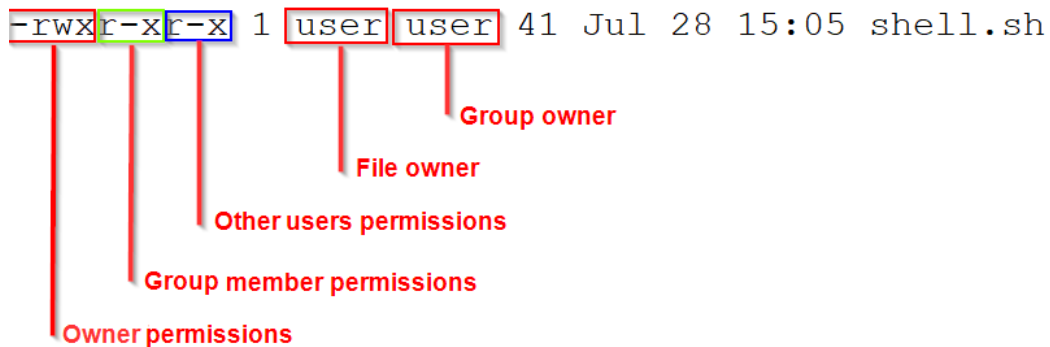 -rwxr-xr-x 1 user user 41 Jul 28 15:05 shell.sh
Group owner
File owner
Other users permissions
Group member permissions
Owner permissions